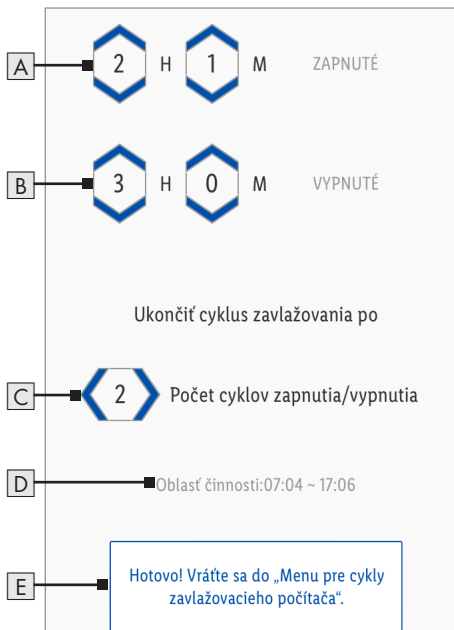 A 2 H 1 M ZAPNUTÉ
B 3 H 0 M VYPNUTÉ
Ukončiť cyklus zavlažovania po
C 2 Počet cyklov zapnutia/vypnutia
D Oblasť činnosti:07:04 ~ 17:06
E Hotovo! Vráťte sa do „Menu pre cykly
zavlažovacieho počítača“.